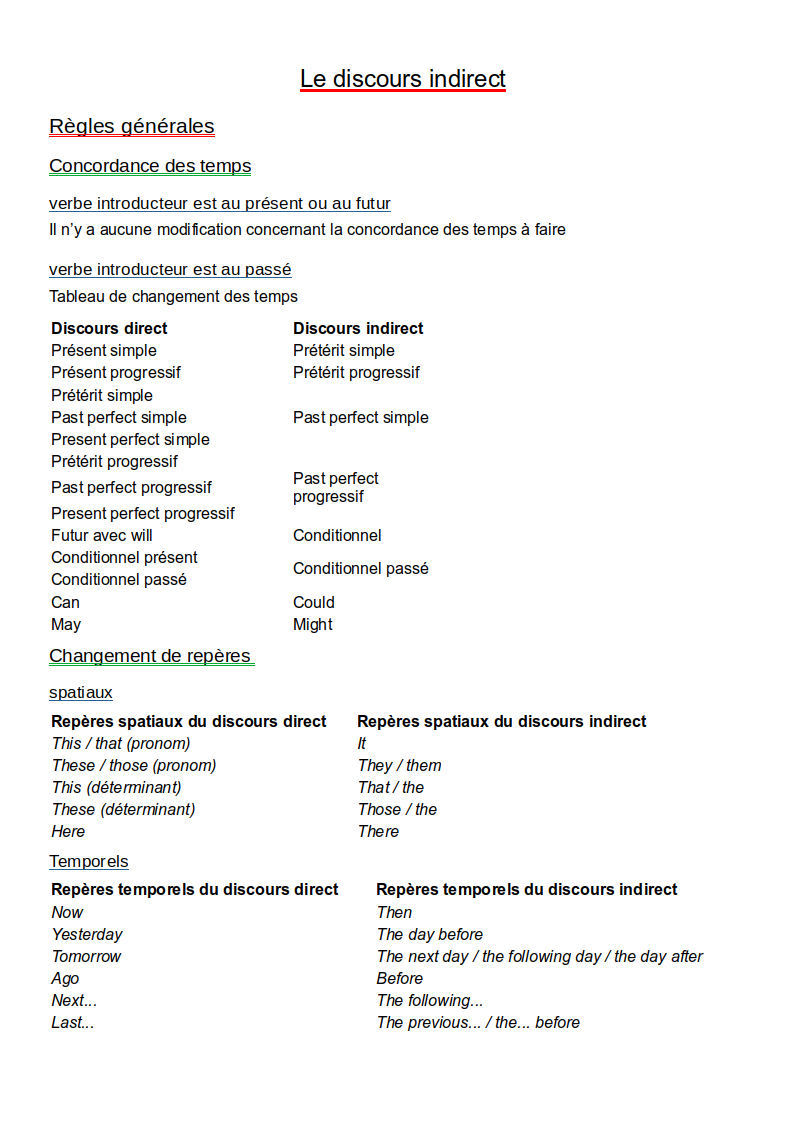 Le discours indirect
Règles générales
Concordance des temps
verbe introducteur est au présent ou au futur
Il n’y a aucune modification concernant la concordance des temps à faire
verbe introducteur est au passé
Tableau de changement des temps
Discours direct Discours indirect
Présent simple Prétérit simple
Présent progressif Prétérit progressif
Prétérit simple
Past perfect simple Past perfect simple
Present perfect simple
Prétérit progressif
Past perfect progressif Past perfect progressif
Present perfect progressif
Futur avec will Conditionnel
Conditionnel présent
Conditionnel passé Conditionnel passé
Can Could
May Might
Changement de repères
spatiaux
Repères spatiaux du discours direct Repères spatiaux du discours indirect
This / that (pronom) It
These / those (pronom) They / them
This (déterminant) That / the
These (déterminant) Those / the
Here There
Temporels
Repères temporels du discours direct Repères temporels du discours indirect
Now Then
Yesterday The day before
Tomorrow The next day / the following day / the day after
Ago Before
Next... The following...
Last... The previous... / the... before